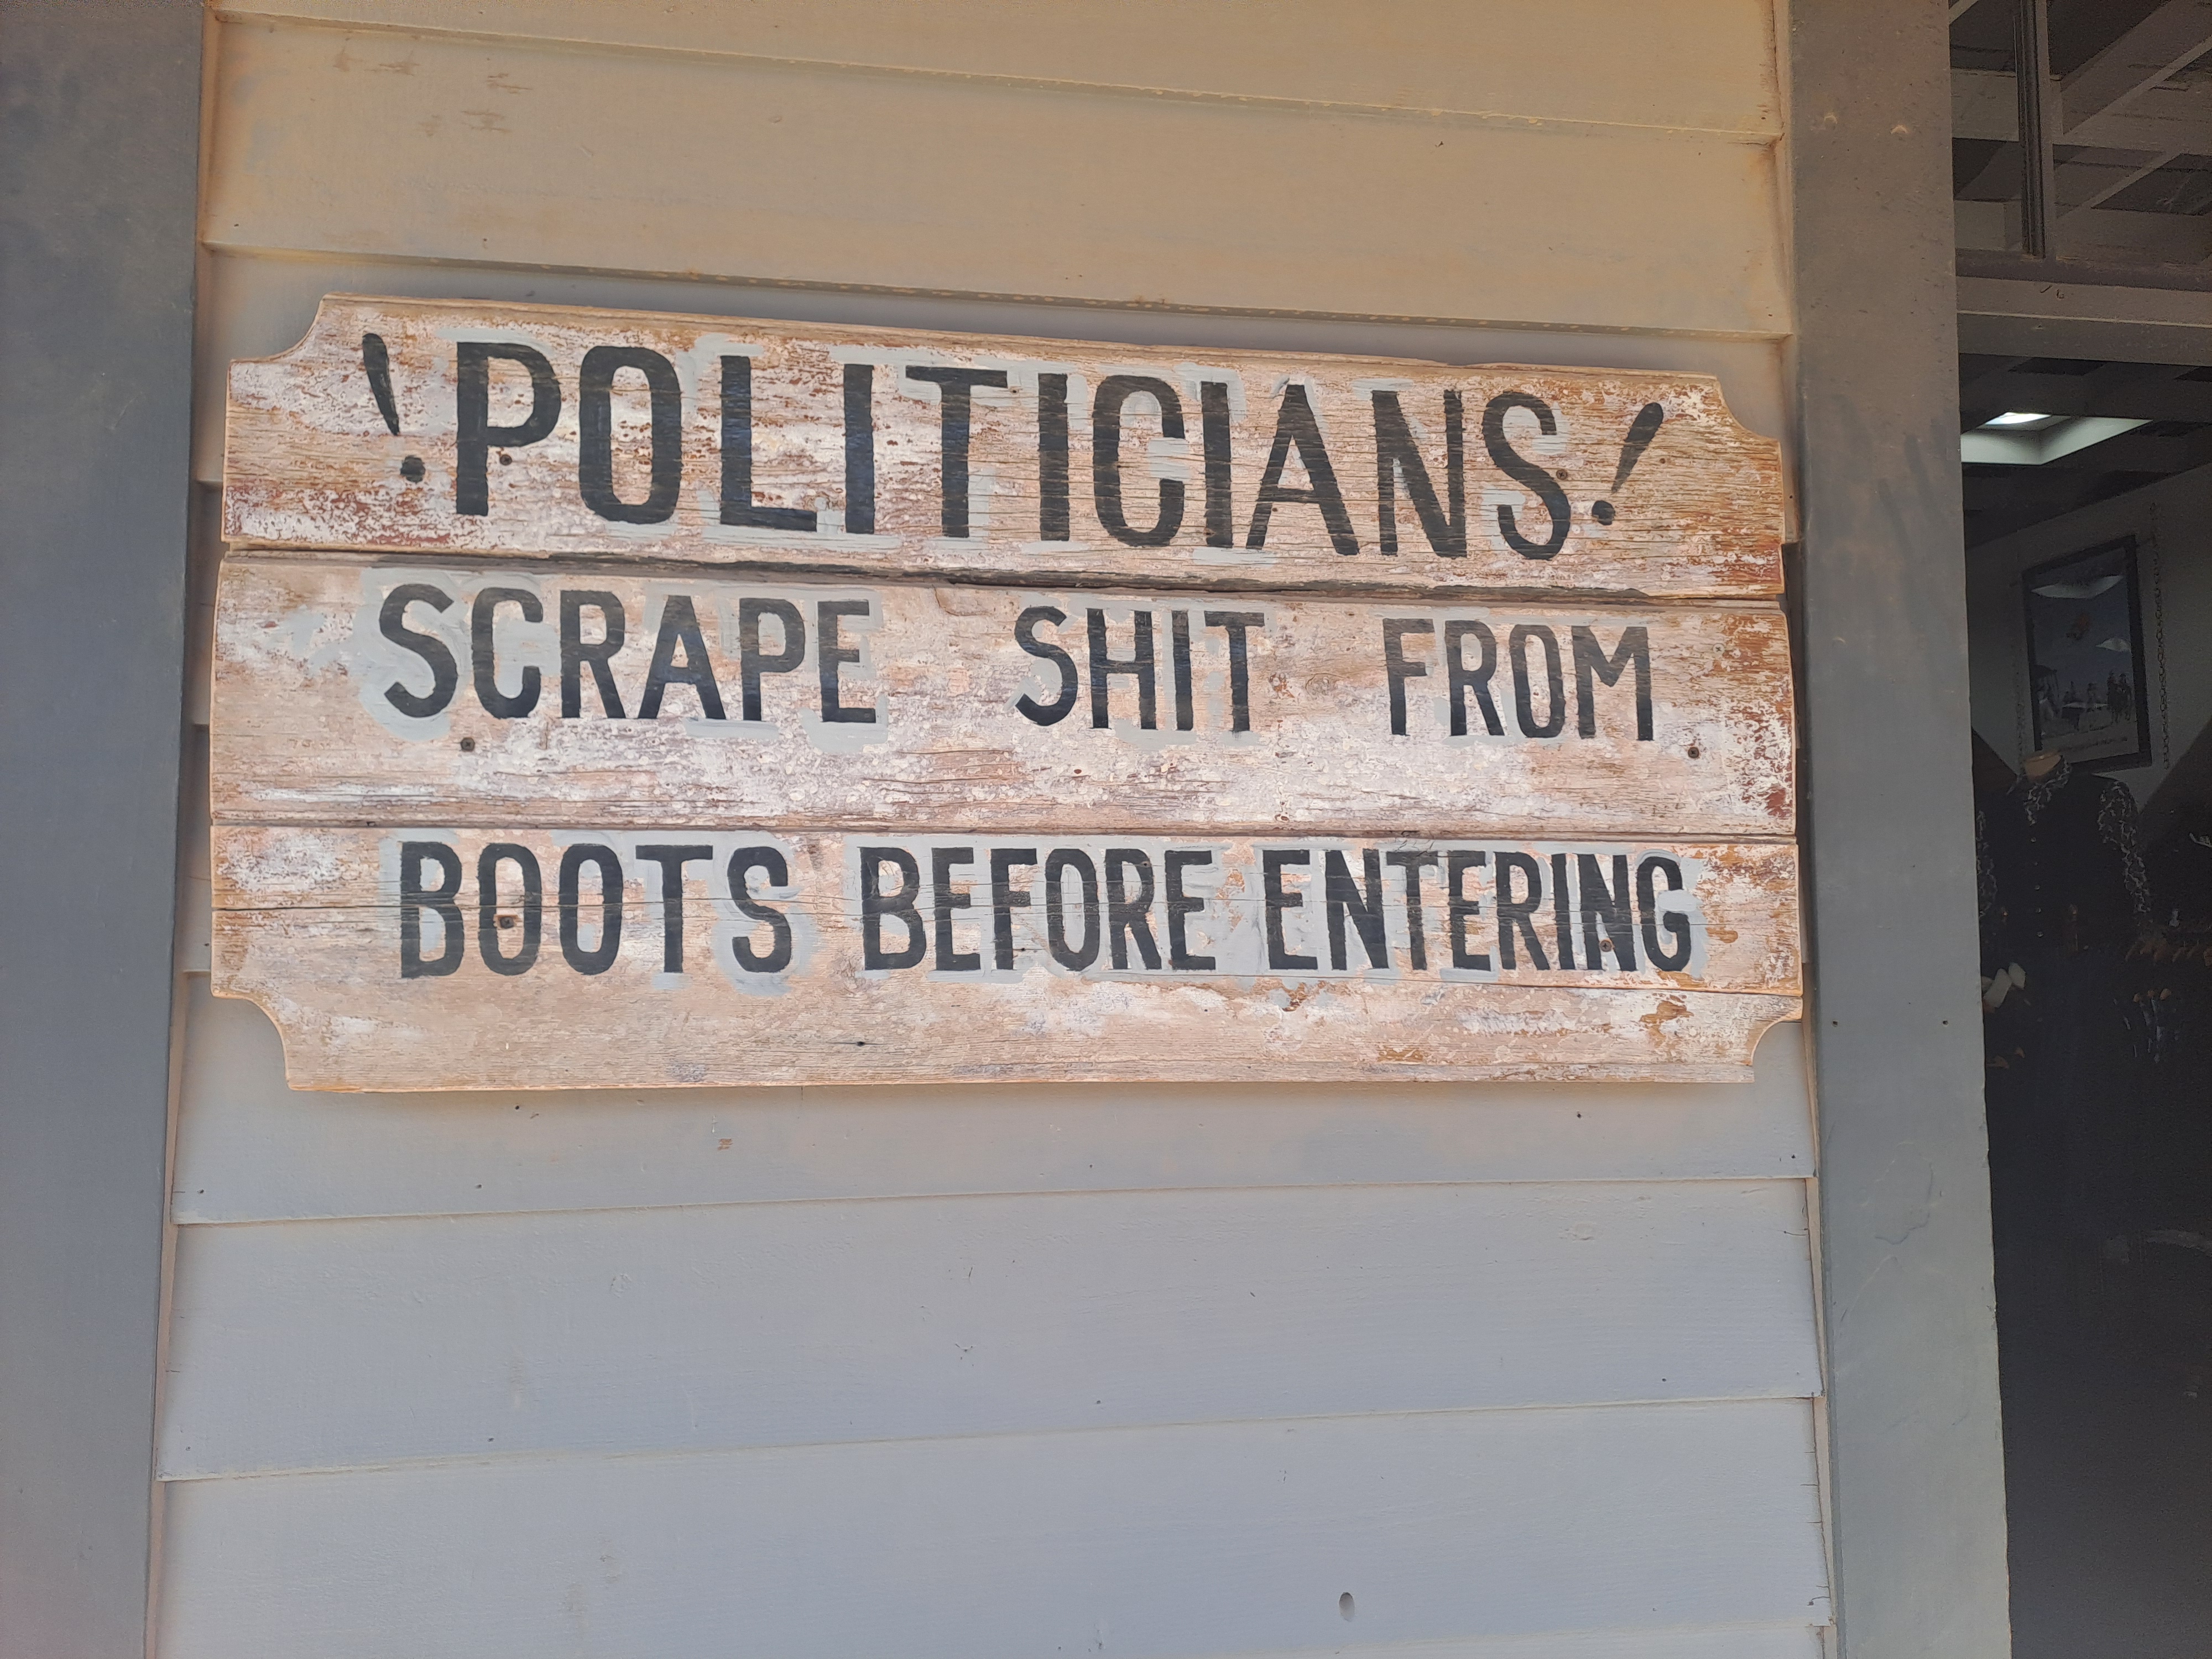 !POLITICIANS!
SCRAPE SHIT FROM
BOOTS BEFORE ENTERING